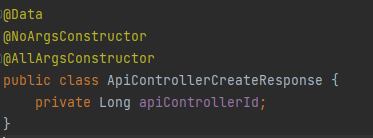 @Data
@NoArgsConstructor
@AllArgsConstructor
public class ApiControllerCreateResponse {
    private Long apiControllerId;
}